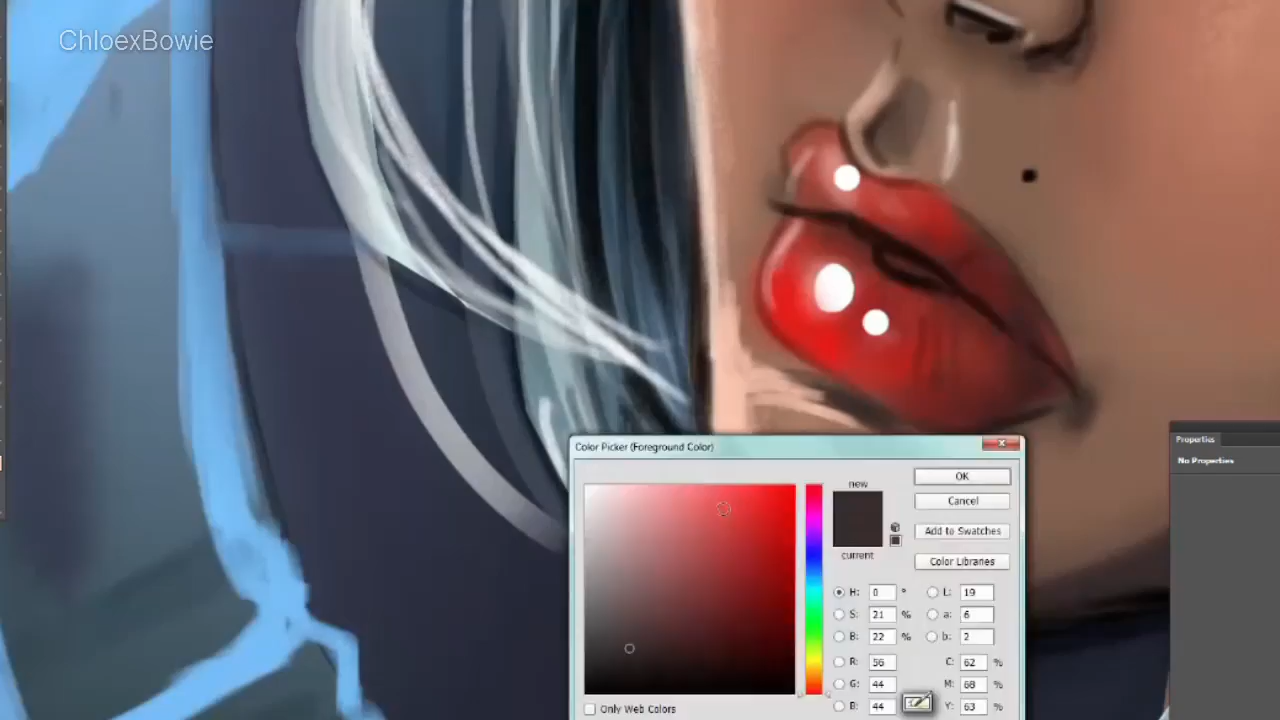 ChloexBowie
Color Picker (Foreground Color)
new
current
OK
Cancel
Add to Swatches
Color Libraries
H: 0 °
S: 21 %
B: 22 %
R: 56
G: 44
B: 44
L: 19
a: 6
b: 2
C: 62 %
M: 68 %
Y: 63 %
Only Web Colors
Properties
No Properties